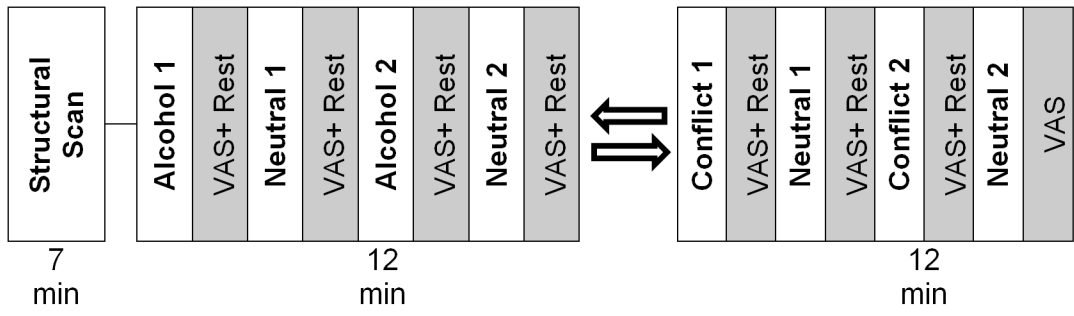 Structural
Scan
Alcohol 1
VAS+ Rest
Neutral 1
VAS+ Rest
Alcohol 2
VAS+ Rest
Neutral 2
VAS+ Rest
Conflict 1
VAS+ Rest
Neutral 1
VAS+ Rest
Conflict 2
VAS+ Rest
Neutral 2
VAS
7
min
12
min
12
min